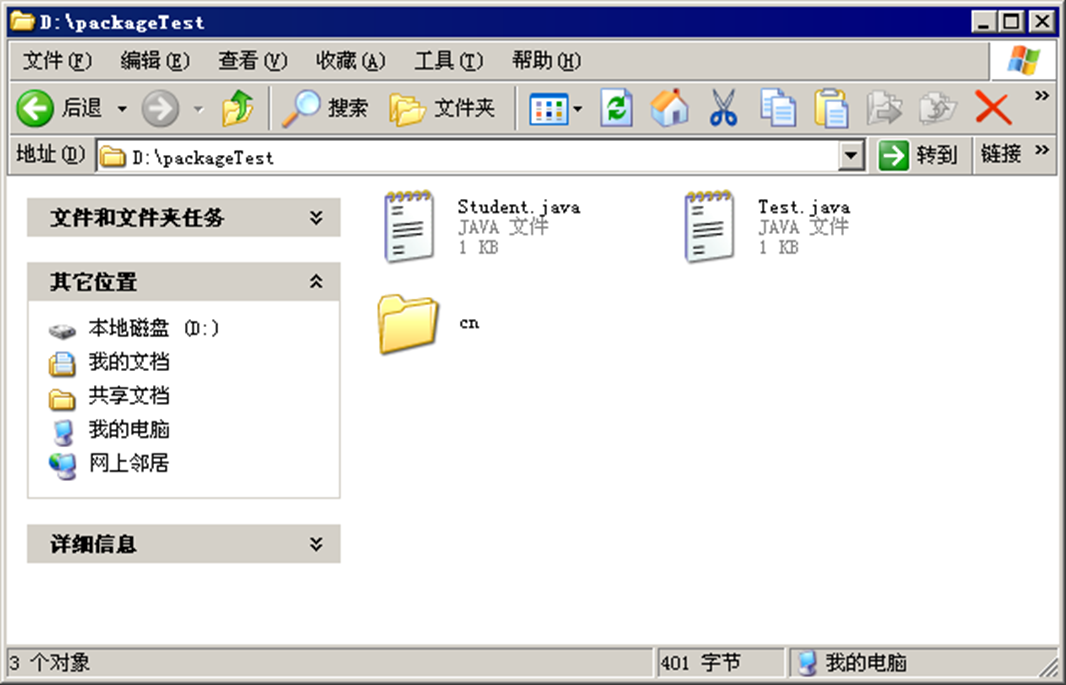 D:\packageTest
文件(F) 编辑(E) 查看(V) 收藏(A) 工具(T) 帮助(H)
后退 搜索 文件夹
地址(D) D:\packageTest 转到 链接
文件和文件夹任务
其它位置
本地磁盘 (D:)
我的文档
共享文档
我的电脑
网上邻居
详细信息
Student.java
JAVA 文件
1 KB
Test.java
JAVA 文件
1 KB
cn
3 个对象 401 字节 我的电脑